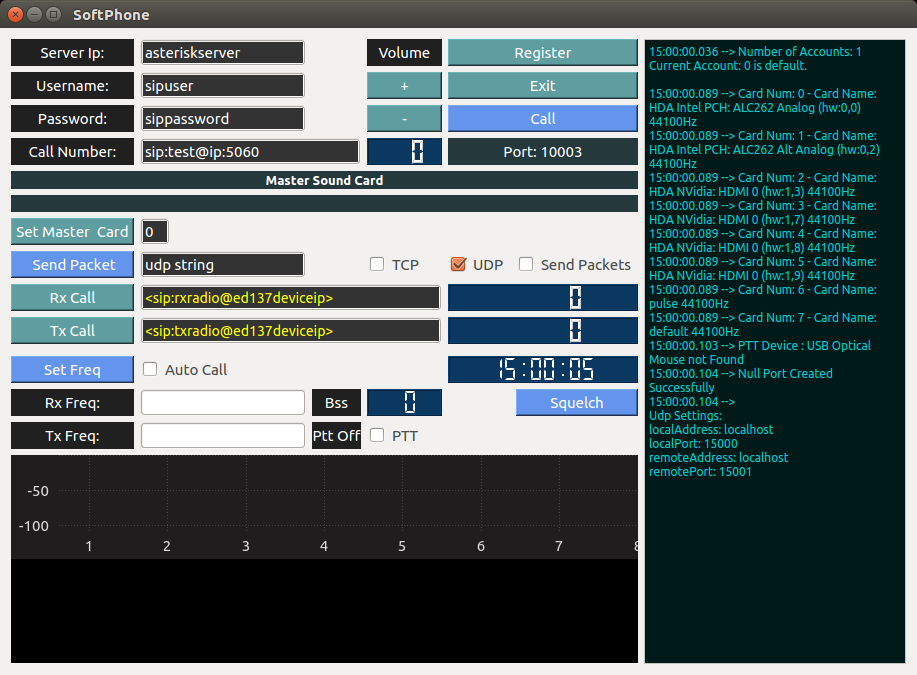 SoftPhone
Server Ip: asteriskserver Volume Register
Username: sipuser + Exit
Password: sippassword - Call
Call Number: sip:test@ip:5060 0 Port: 10003
Master Sound Card
Set Master Card 0
Send Packet udp string TCP UDP Send Packets
Rx Call <sip:rxradio@ed137deviceip> 0
Tx Call <sip:txradio@ed137deviceip> 0
Set Freq Auto Call 15:00:05
Rx Freq: Bss 0 Squelch
Tx Freq: Ptt Off PTT
-50
-100
1 2 3 4 5 6 7 8
15:00:00.036 --> Number of Accounts: 1
Current Account: 0 is default.
15:00:00.089 --> Card Num: 0 - Card Name:
HDA Intel PCH: ALC262 Analog (hw:0,0)
44100Hz
15:00:00.089 --> Card Num: 1 - Card Name:
HDA Intel PCH: ALC262 Alt Analog (hw:0,2)
44100Hz
15:00:00.089 --> Card Num: 2 - Card Name:
HDA NVidia: HDMI 0 (hw:1,3) 44100Hz
15:00:00.089 --> Card Num: 3 - Card Name:
HDA NVidia: HDMI 0 (hw:1,7) 44100Hz
15:00:00.089 --> Card Num: 4 - Card Name:
HDA NVidia: HDMI 0 (hw:1,8) 44100Hz
15:00:00.089 --> Card Num: 5 - Card Name:
HDA NVidia: HDMI 0 (hw:1,9) 44100Hz
15:00:00.089 --> Card Num: 6 - Card Name:
pulse 44100Hz
15:00:00.089 --> Card Num: 7 - Card Name:
default 44100Hz
15:00:00.103 --> PTT Device : USB Optical
Mouse not Found
15:00:00.104 --> Null Port Created
Successfully
15:00:00.104 -->
Udp Settings:
localAddress: localhost
localPort: 15000
remoteAddress: localhost
remotePort: 15001